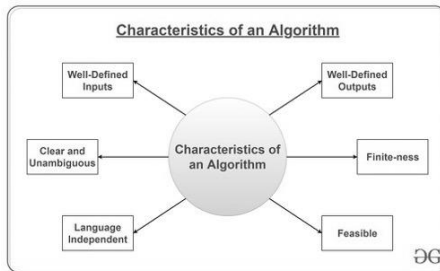 Characteristics of an Algorithm
Well-Defined
Inputs
Well-Defined
Outputs
Clear and
Unambiguous
Characteristics of
an Algorithm
Finite-ness
Language
Independent
Feasible